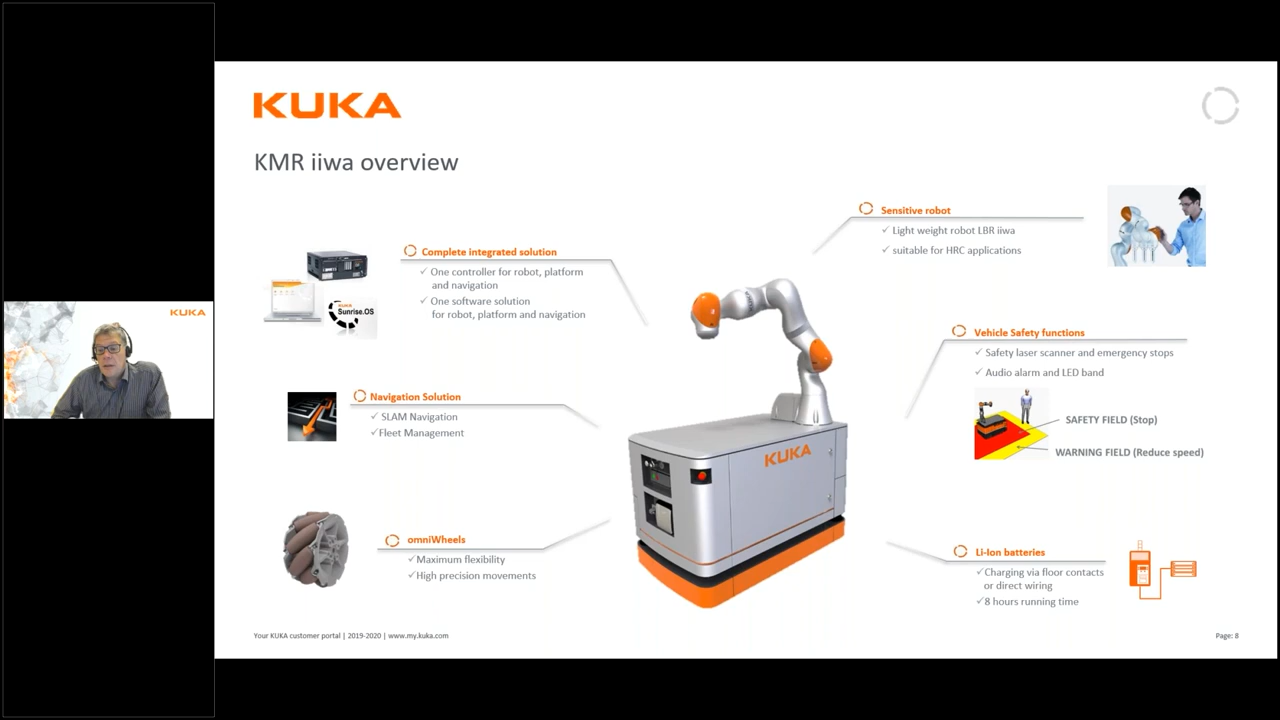 KUKA
KUKA
KMR iiwa overview
Sensitive robot
✓ Light weight robot LBR iiwa
✓ suitable for HRC applications
Complete integrated solution
✓ One controller for robot, platform
and navigation
✓ One software solution
for robot, platform and navigation
KUKA
Sunrise.OS
Vehicle Safety functions
✓ Safety laser scanner and emergency stops
✓ Audio alarm and LED band
SAFETY FIELD (Stop)
WARNING FIELD (Reduce speed)
Navigation Solution
✓ SLAM Navigation
✓ Fleet Management
KUKA
omniWheels
✓ Maximum flexibility
✓ High precision movements
Li-Ion batteries
✓ Charging via floor contacts
or direct wiring
✓ 8 hours running time
Your KUKA customer portal | 2019-2020 | www.my.kuka.com
Page: 8